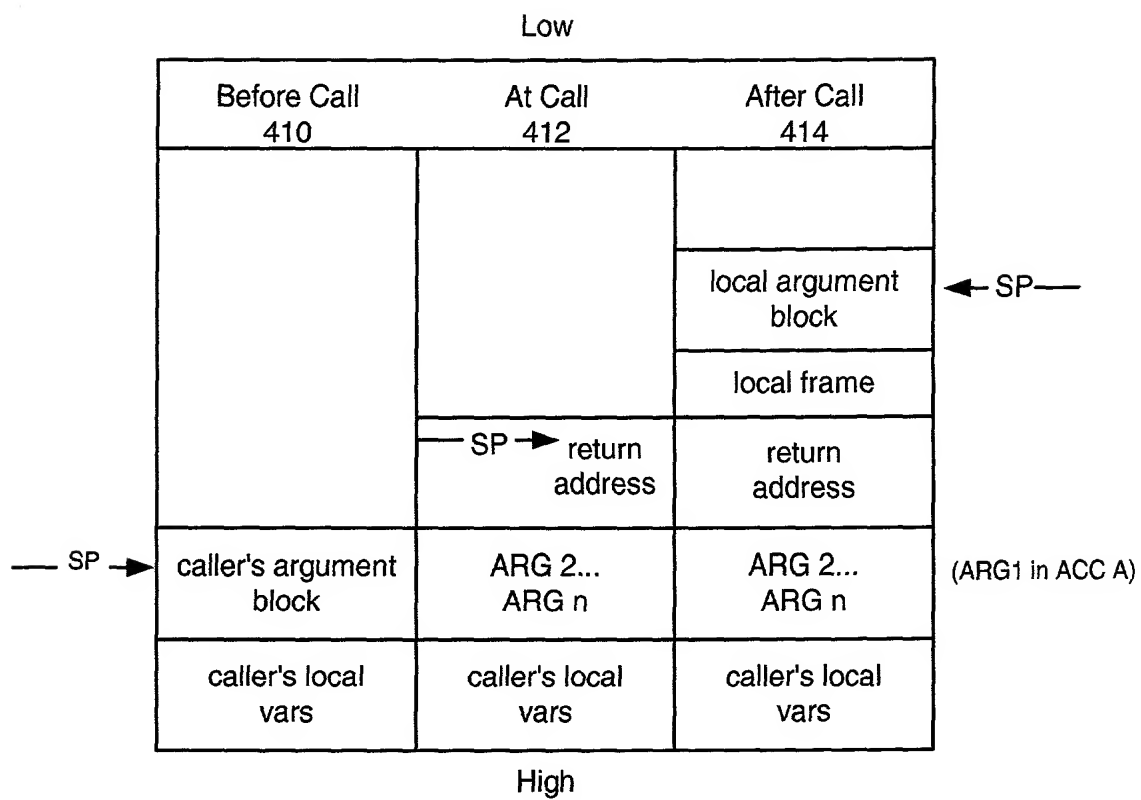 Low
Before Call
410
At Call
412
After Call
414
local argument
block
SP
local frame
SP
return
address
return
address
SP
caller's argument
block
ARG 2...
ARG n
ARG 2...
ARG n
(ARG1 in ACC A)
caller's local
vars
caller's local
vars
caller's local
vars
High